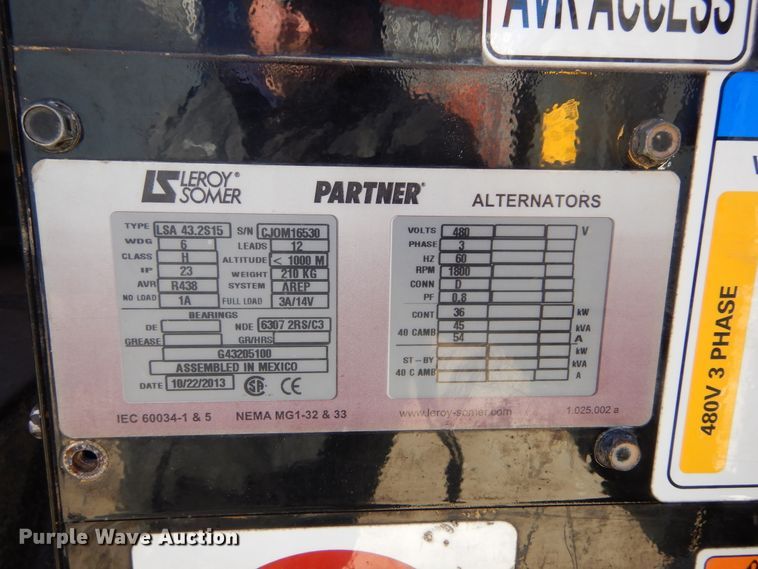 AVR ACCESS
LS LEROY® SOMER PARTNER® ALTERNATORS
TYPE LSA 43.2S15 S/N CJOM16530
WDG 6 LEADS 12
CLASS H ALTITUDE < 1000 M
IP 23 WEIGHT 210 KG
AVR R438 SYSTEM AREP
NO LOAD 1A FULL LOAD 3A/14V
BEARINGS
DE NDE 6307 2RS/C3
GREASE GR/HRS
G43205100
ASSEMBLED IN MEXICO
DATE 10/22/2013 SA CE
VOLTS 480 V
PHASE 3
HZ 60
RPM 1800
CONN D
PF 0.8
CONT 36 kW
40 CAMB 45 kVA
54 A
ST-BY kW
40 C AMB kVA
A
IEC 60034-1 & 5 NEMA MG1-32 & 33 www.leroy-somer.com 1.025.002 a
480V 3 PHASE
Purple Wave Auction